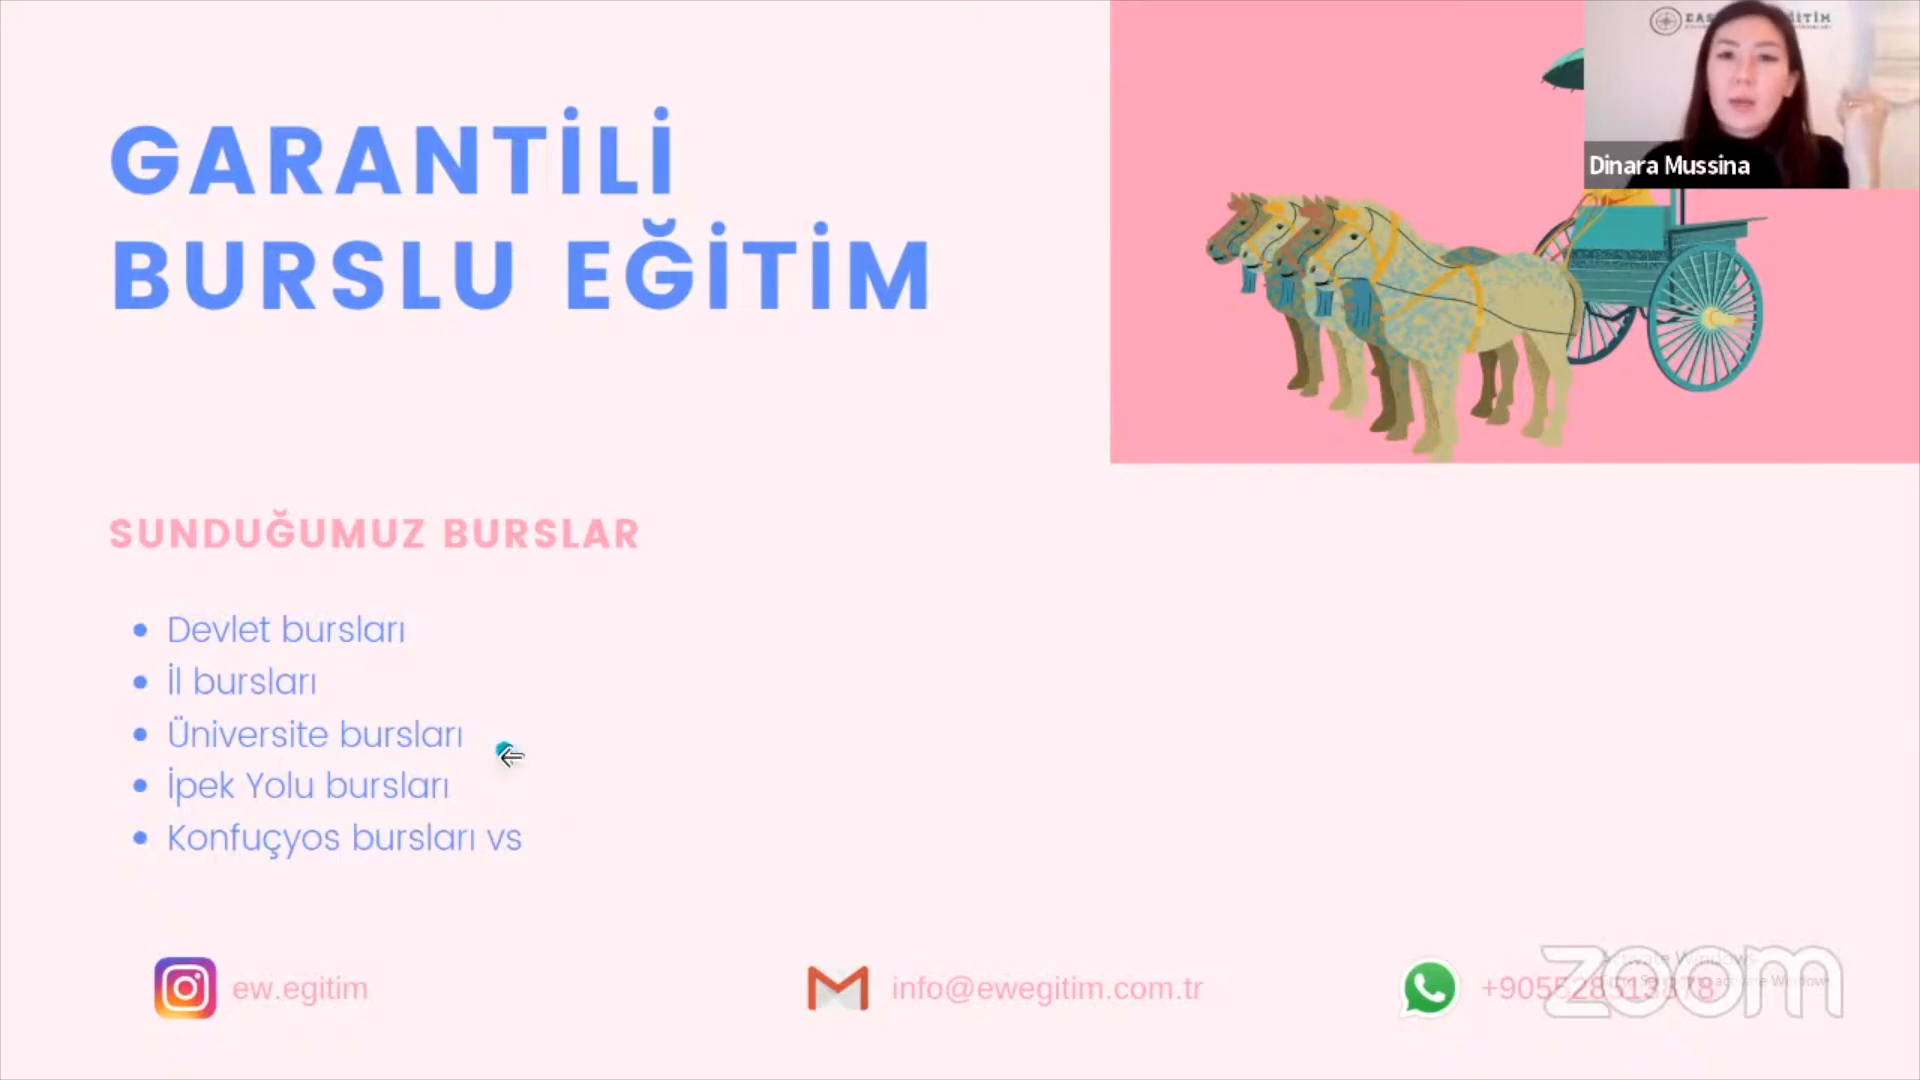 GARANTİLİ
BURSLU EĞİTİM
Dinara Mussina
SUNDUĞUMUZ BURSLAR
Devlet bursları
İl bursları
Üniversite bursları
İpek Yolu bursları
Konfuçyos bursları vs
ew.egitim
info@ewegitim.com.tr
zoom